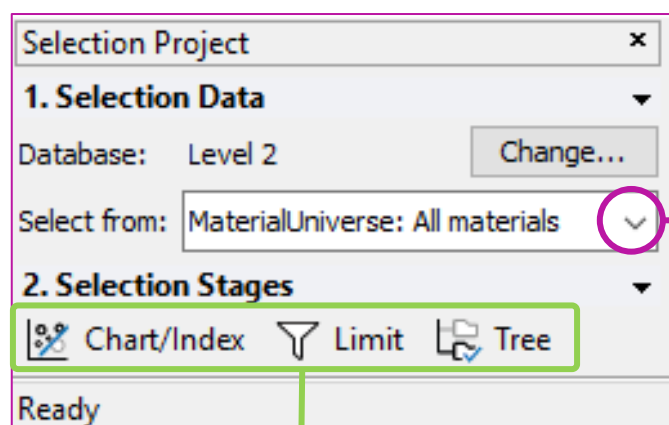 Selection Project x
1. Selection Data
Database: Level 2 Change...
Select from: MaterialUniverse: All materials
2. Selection Stages
Chart/Index Limit Tree
Ready